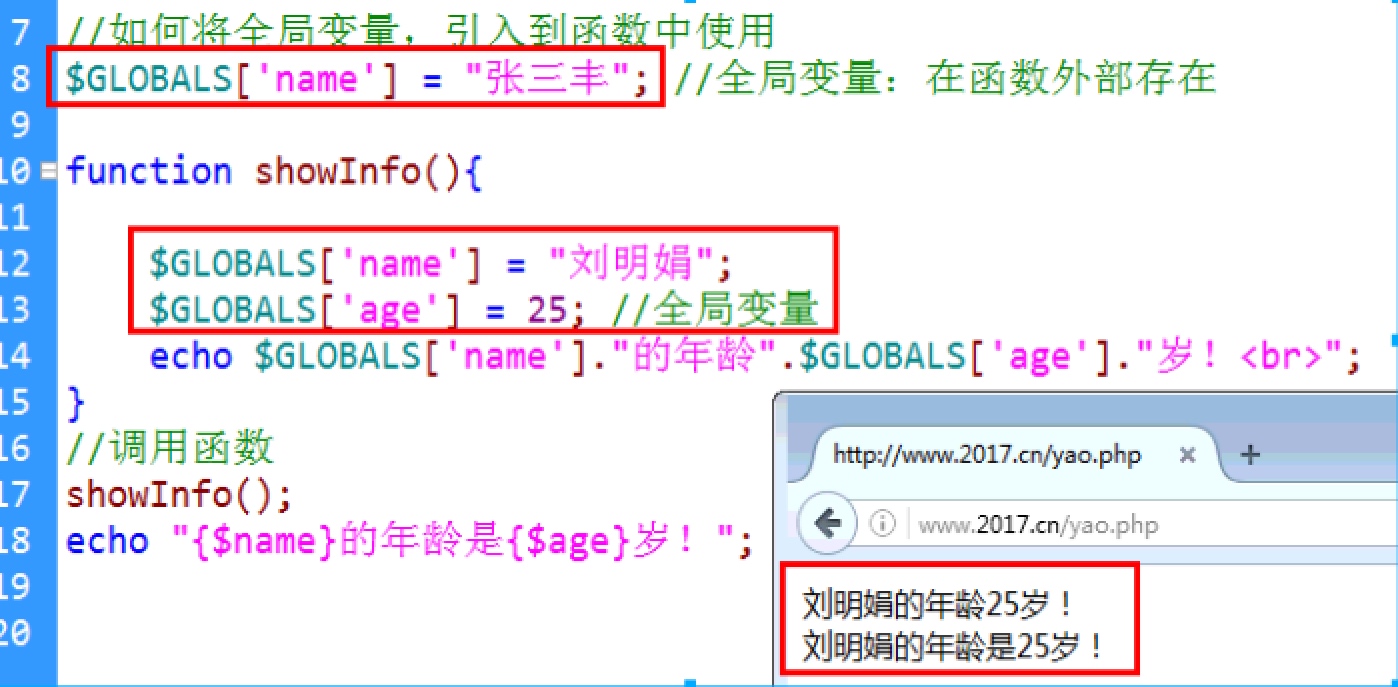 7 //如何将全局变量，引入到函数中使用
8 $GLOBALS['name'] = "张三丰"; //全局变量：在函数外部存在
9
10 function showInfo(){
11
12 $GLOBALS['name'] = "刘明娟";
13 $GLOBALS['age'] = 25; //全局变量
14 echo $GLOBALS['name']."的年龄".$GLOBALS['age']."岁！<br>";
15 }
16 //调用函数
17 showInfo();
18 echo "{$name}的年龄是{$age}岁！";
19
20
http://www.2017.cn/yao.php
www.2017.cn/yao.php
刘明娟的年龄25岁！
刘明娟的年龄是25岁！